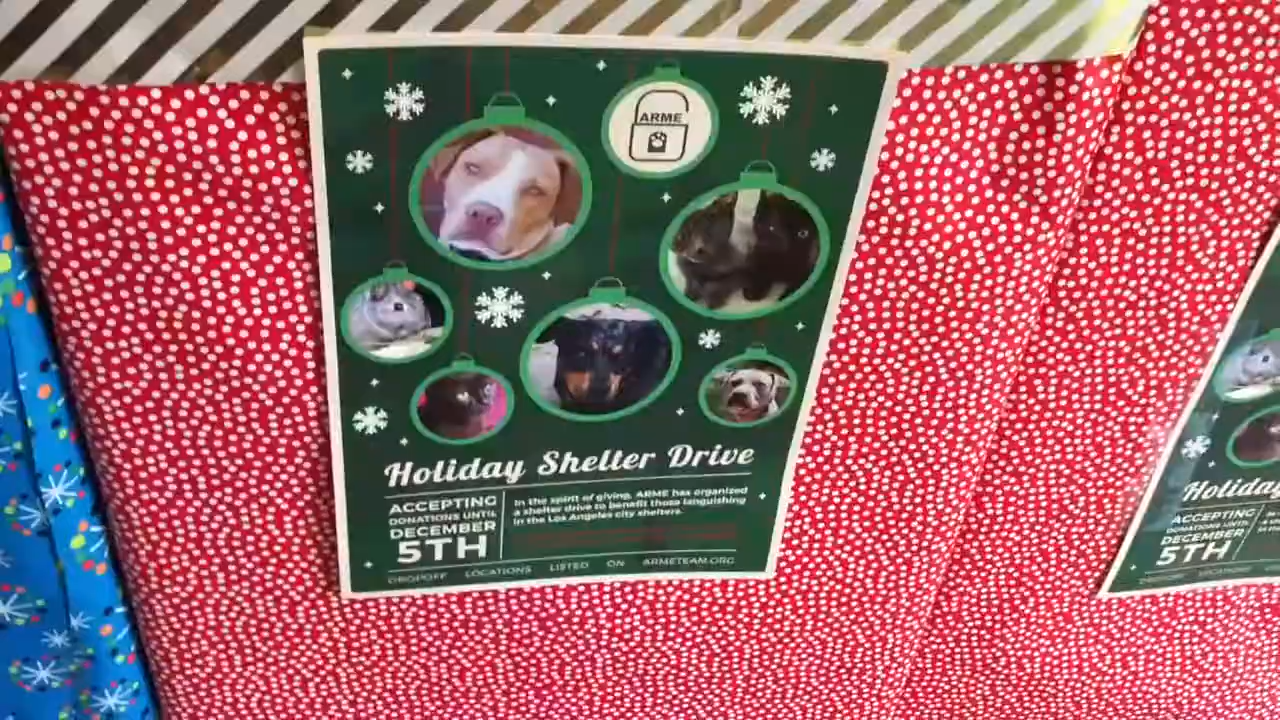 ARME
Holiday Shelter Drive
ACCEPTING
DONATIONS UNTIL
DECEMBER
5TH
In the spirit of giving, ARME has organized
a shelter drive to benefit those languishing
in the Los Angeles city shelters.
DROPOFF LOCATIONS LISTED ON ARMETEAM.ORG
Holiday
ACCEPTING
DONATIONS UNTIL
DECEMBER
5TH